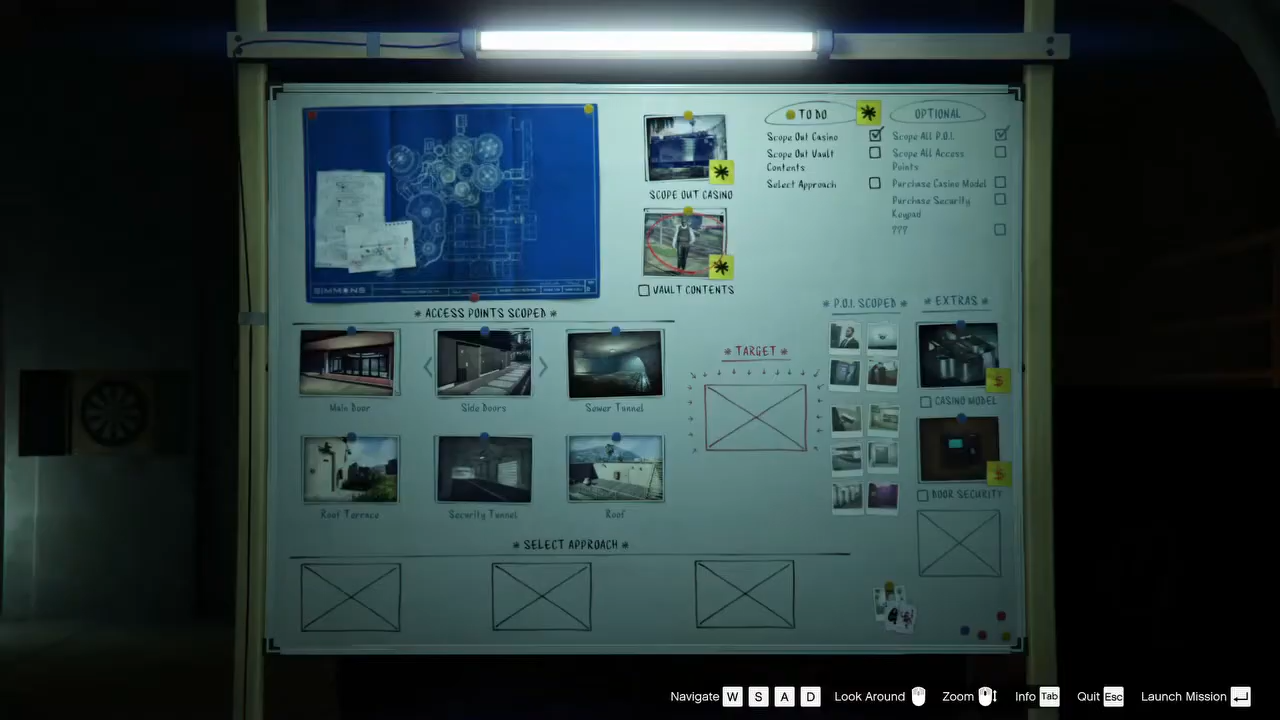 TO DO
OPTIONAL
Scope Out Casino
Scope Out Vault
Contents
Select Approach
Scope All P.O.I.
Scope All Access
Points
Purchase Casino Model
Purchase Security
Keypad
???
SCOPE OUT CASINO
VAULT CONTENTS
SIMMONS
* ACCESS POINTS SCOPED *
Main Door
Side Doors
Sewer Tunnel
Roof Terrace
Security Tunnel
Roof
* TARGET *
* P.O.I. SCOPED *
* EXTRAS *
$
CASINO MODEL
$
DOOR SECURITY
* SELECT APPROACH *
Navigate W S A D Look Around Zoom Info Tab Quit Esc Launch Mission